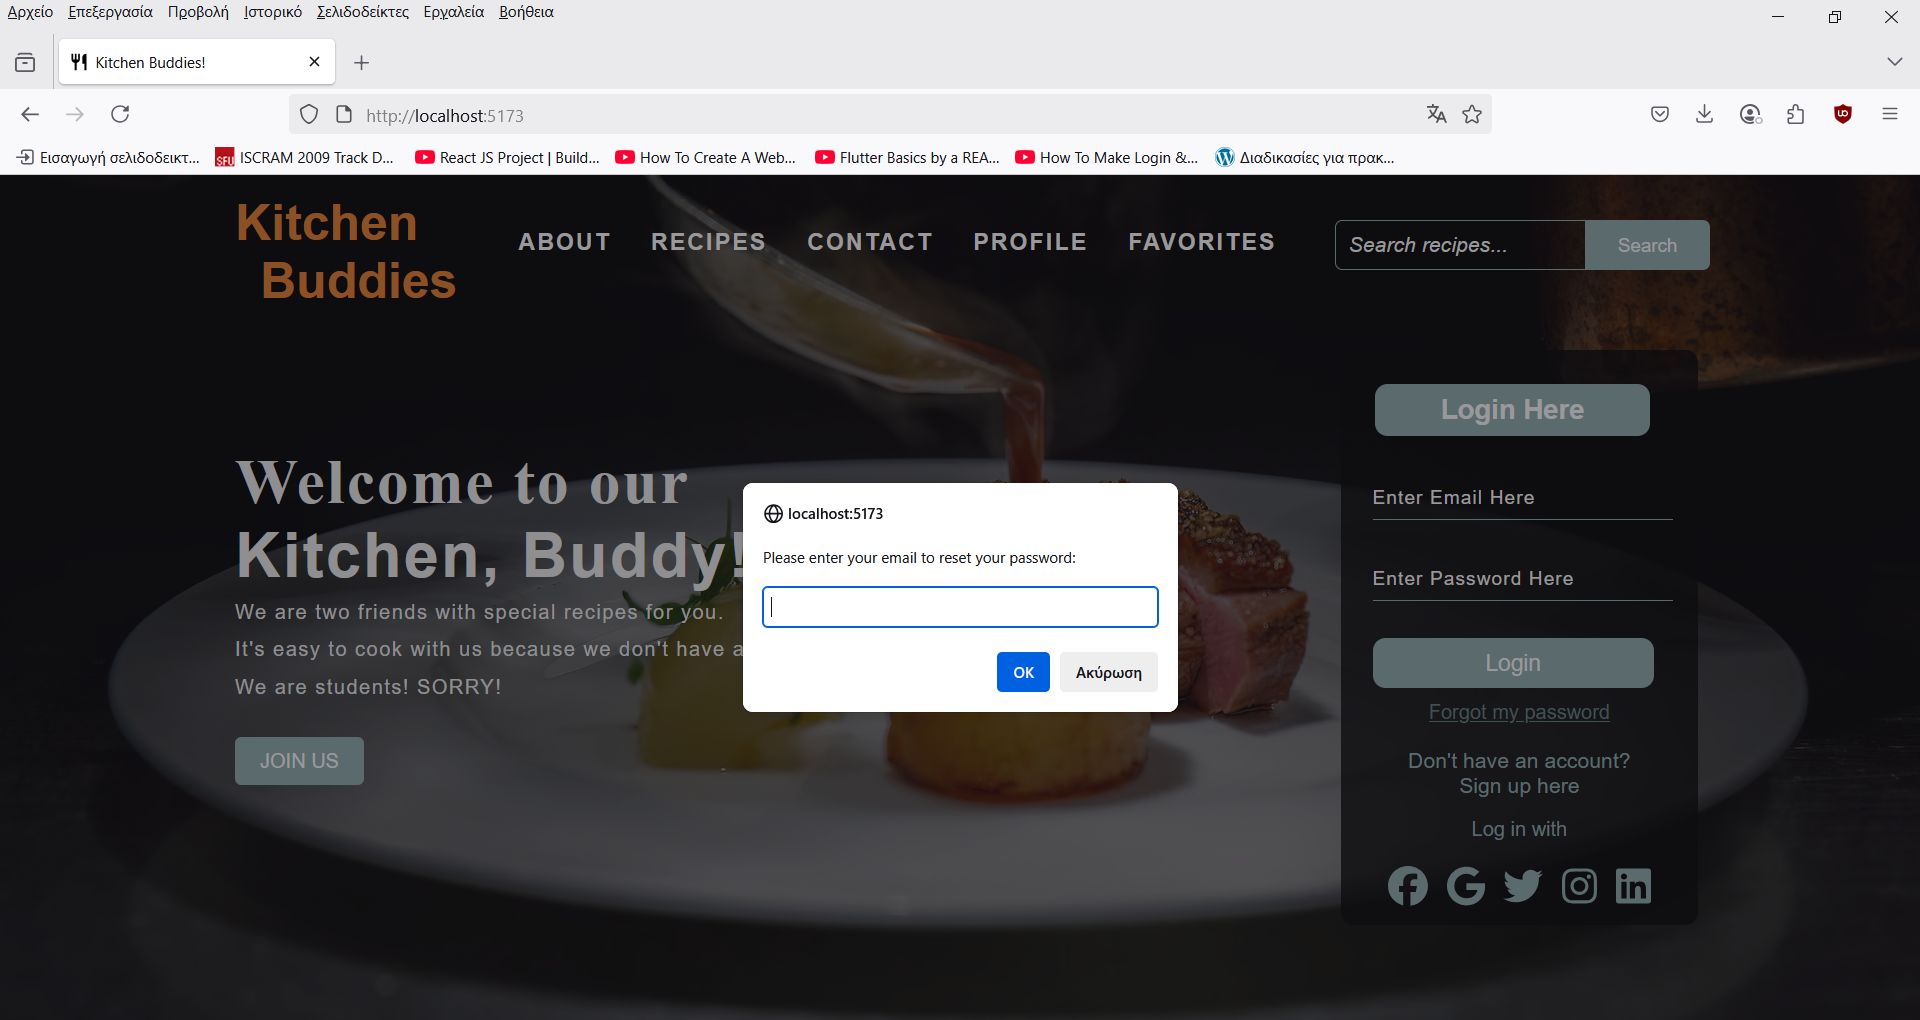 Αρχείο Επεξεργασία Προβολή Ιστορικό Σελιδοδείκτες Εργαλεία Βοήθεια
Kitchen Buddies!
http://localhost:5173
Εισαγωγή σελιδοδεικτ... SFU ISCRAM 2009 Track D... React JS Project | Build... How To Create A Web... Flutter Basics by a REA... How To Make Login &... Διαδικασίες για πρακ...
Kitchen
Buddies
ABOUT RECIPES CONTACT PROFILE FAVORITES
Search recipes... Search
Welcome to our
Kitchen, Buddy!
We are two friends with special recipes for you.
It's easy to cook with us because we don't have a
We are students! SORRY!
JOIN US
localhost:5173
Please enter your email to reset your password:
OK Ακύρωση
Login Here
Enter Email Here
Enter Password Here
Login
Forgot my password
Don't have an account?
Sign up here
Log in with